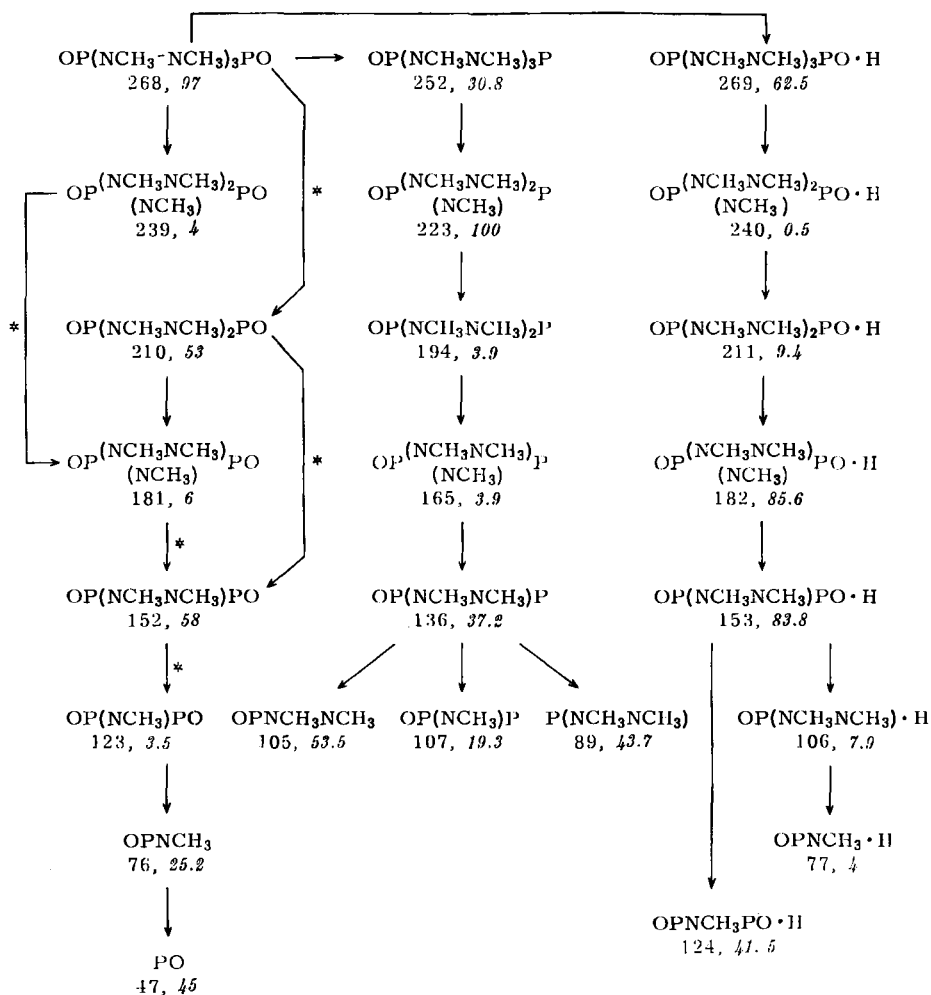 OP(NCH3-NCH3)3PO OP(NCH3NCH3)3P OP(NCH3NCH3)3PO·H
268, 97 252, 30.8 269, 62.5
OP(NCH3NCH3)2(NCH3)PO OP(NCH3NCH3)2(NCH3)P OP(NCH3NCH3)2(NCH3)PO·H
239, 4 223, 100 240, 0.5
*
*
OP(NCH3NCH3)2PO OP(NCH3NCH3)2P OP(NCH3NCH3)2PO·H
210, 53 194, 3.9 211, 9.4
OP(NCH3NCH3)(NCH3)PO OP(NCH3NCH3)(NCH3)P OP(NCH3NCH3)(NCH3)PO·H
*
181, 6 165, 3.9 182, 85.6
*
OP(NCH3NCH3)PO OP(NCH3NCH3)P OP(NCH3NCH3)PO·H
152, 58 136, 37.2 153, 83.8
*
OP(NCH3)PO OPNCH3NCH3 OP(NCH3)P P(NCH3NCH3) OP(NCH3NCH3)·H
123, 3.5 105, 53.5 107, 19.3 89, 43.7 106, 7.9
OPNCH3 OPNCH3·H
76, 25.2 77, 4
OPNCH3PO·H
124, 41.5
PO
47, 45